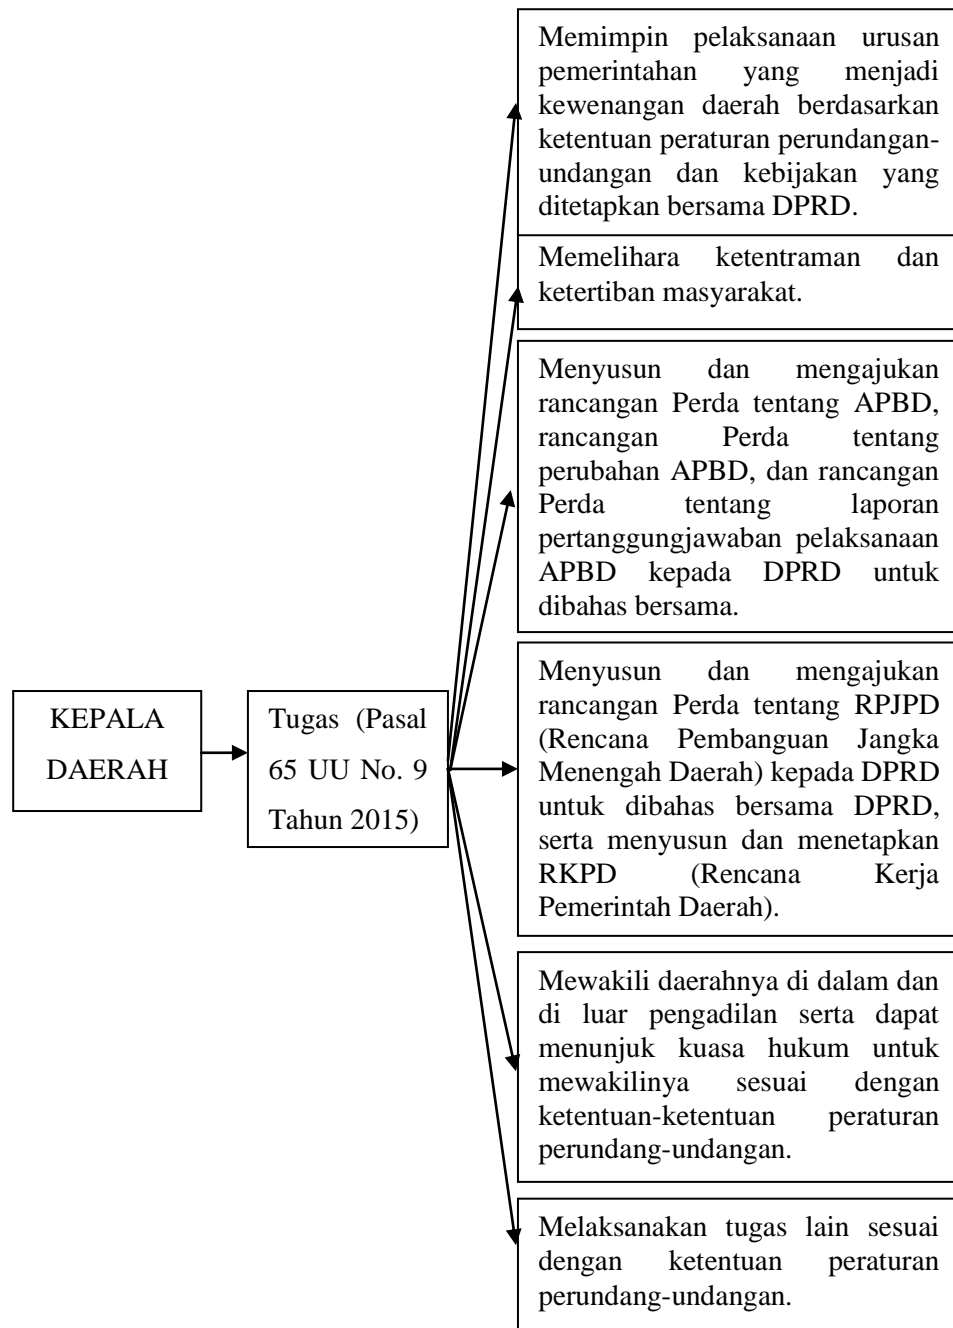 KEPALA
DAERAH
Tugas (Pasal
65 UU No. 9
Tahun 2015)
Memimpin pelaksanaan urusan
pemerintahan yang menjadi
kewenangan daerah berdasarkan
ketentuan peraturan perundangan-
undangan dan kebijakan yang
ditetapkan bersama DPRD.
Memelihara ketentraman dan
ketertiban masyarakat.
Menyusun dan mengajukan
rancangan Perda tentang APBD,
rancangan Perda tentang
perubahan APBD, dan rancangan
Perda tentang laporan
pertanggungjawaban pelaksanaan
APBD kepada DPRD untuk
dibahas bersama.
Menyusun dan mengajukan
rancangan Perda tentang RPJPD
(Rencana Pembanguan Jangka
Menengah Daerah) kepada DPRD
untuk dibahas bersama DPRD,
serta menyusun dan menetapkan
RKPD (Rencana Kerja
Pemerintah Daerah).
Mewakili daerahnya di dalam dan
di luar pengadilan serta dapat
menunjuk kuasa hukum untuk
mewakilinya sesuai dengan
ketentuan-ketentuan peraturan
perundang-undangan.
Melaksanakan tugas lain sesuai
dengan ketentuan peraturan
perundang-undangan.